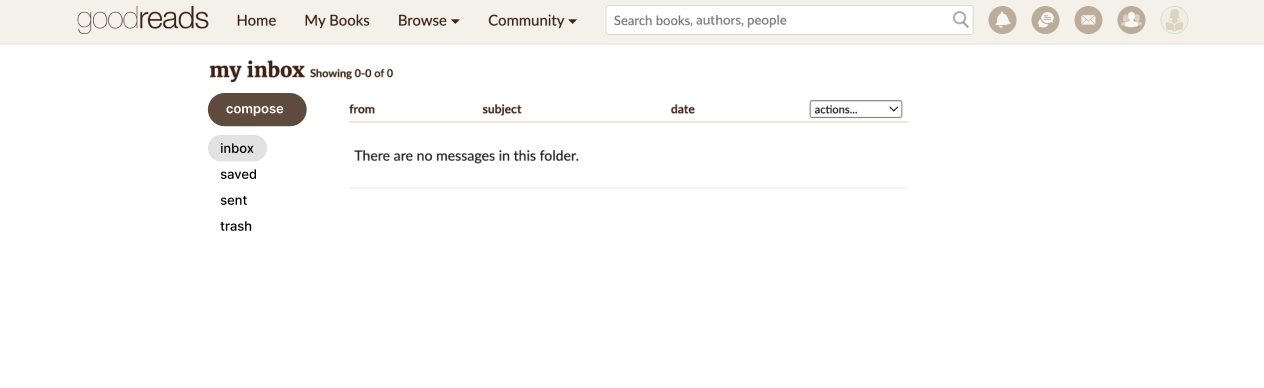 goodreads Home My Books Browse Community Search books, authors, people
my inbox Showing 0-0 of 0
compose
from subject date actions...
inbox
There are no messages in this folder.
saved
sent
trash